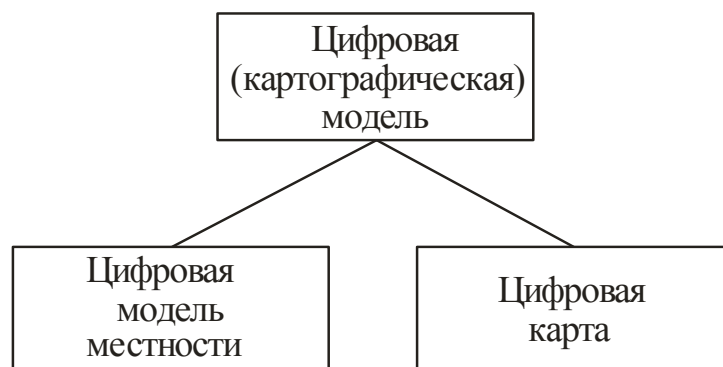 Цифровая
(картографическая)
модель
Цифровая
модель
местности
Цифровая
карта